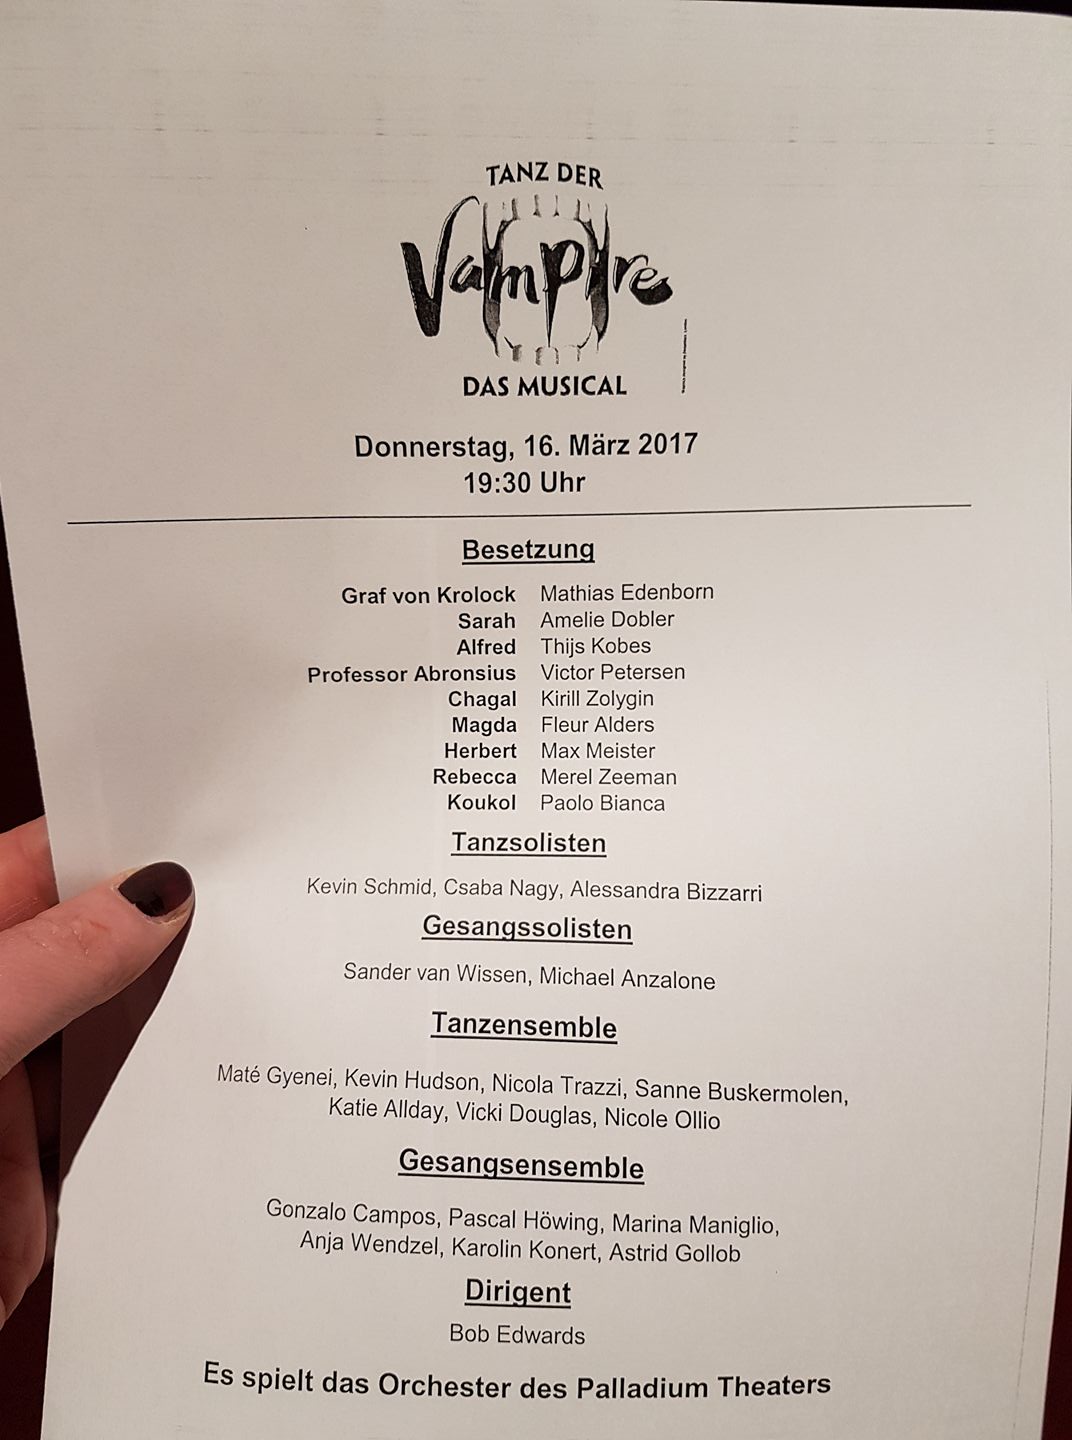 TANZ DER
Vampire
DAS MUSICAL
Donnerstag, 16. März 2017
19:30 Uhr
Besetzung
Graf von Krolock Mathias Edenborn
Sarah Amelie Dobler
Alfred Thijs Kobes
Professor Abronsius Victor Petersen
Chagal Kirill Zolygin
Magda Fleur Alders
Herbert Max Meister
Rebecca Merel Zeeman
Koukol Paolo Bianca
Tanzsolisten
Kevin Schmid, Csaba Nagy, Alessandra Bizzarri
Gesangssolisten
Sander van Wissen, Michael Anzalone
Tanzensemble
Maté Gyenei, Kevin Hudson, Nicola Trazzi, Sanne Buskermolen,
Katie Allday, Vicki Douglas, Nicole Ollio
Gesangsensemble
Gonzalo Campos, Pascal Höwing, Marina Maniglio,
Anja Wendzel, Karolin Konert, Astrid Gollob
Dirigent
Bob Edwards
Es spielt das Orchester des Palladium Theaters